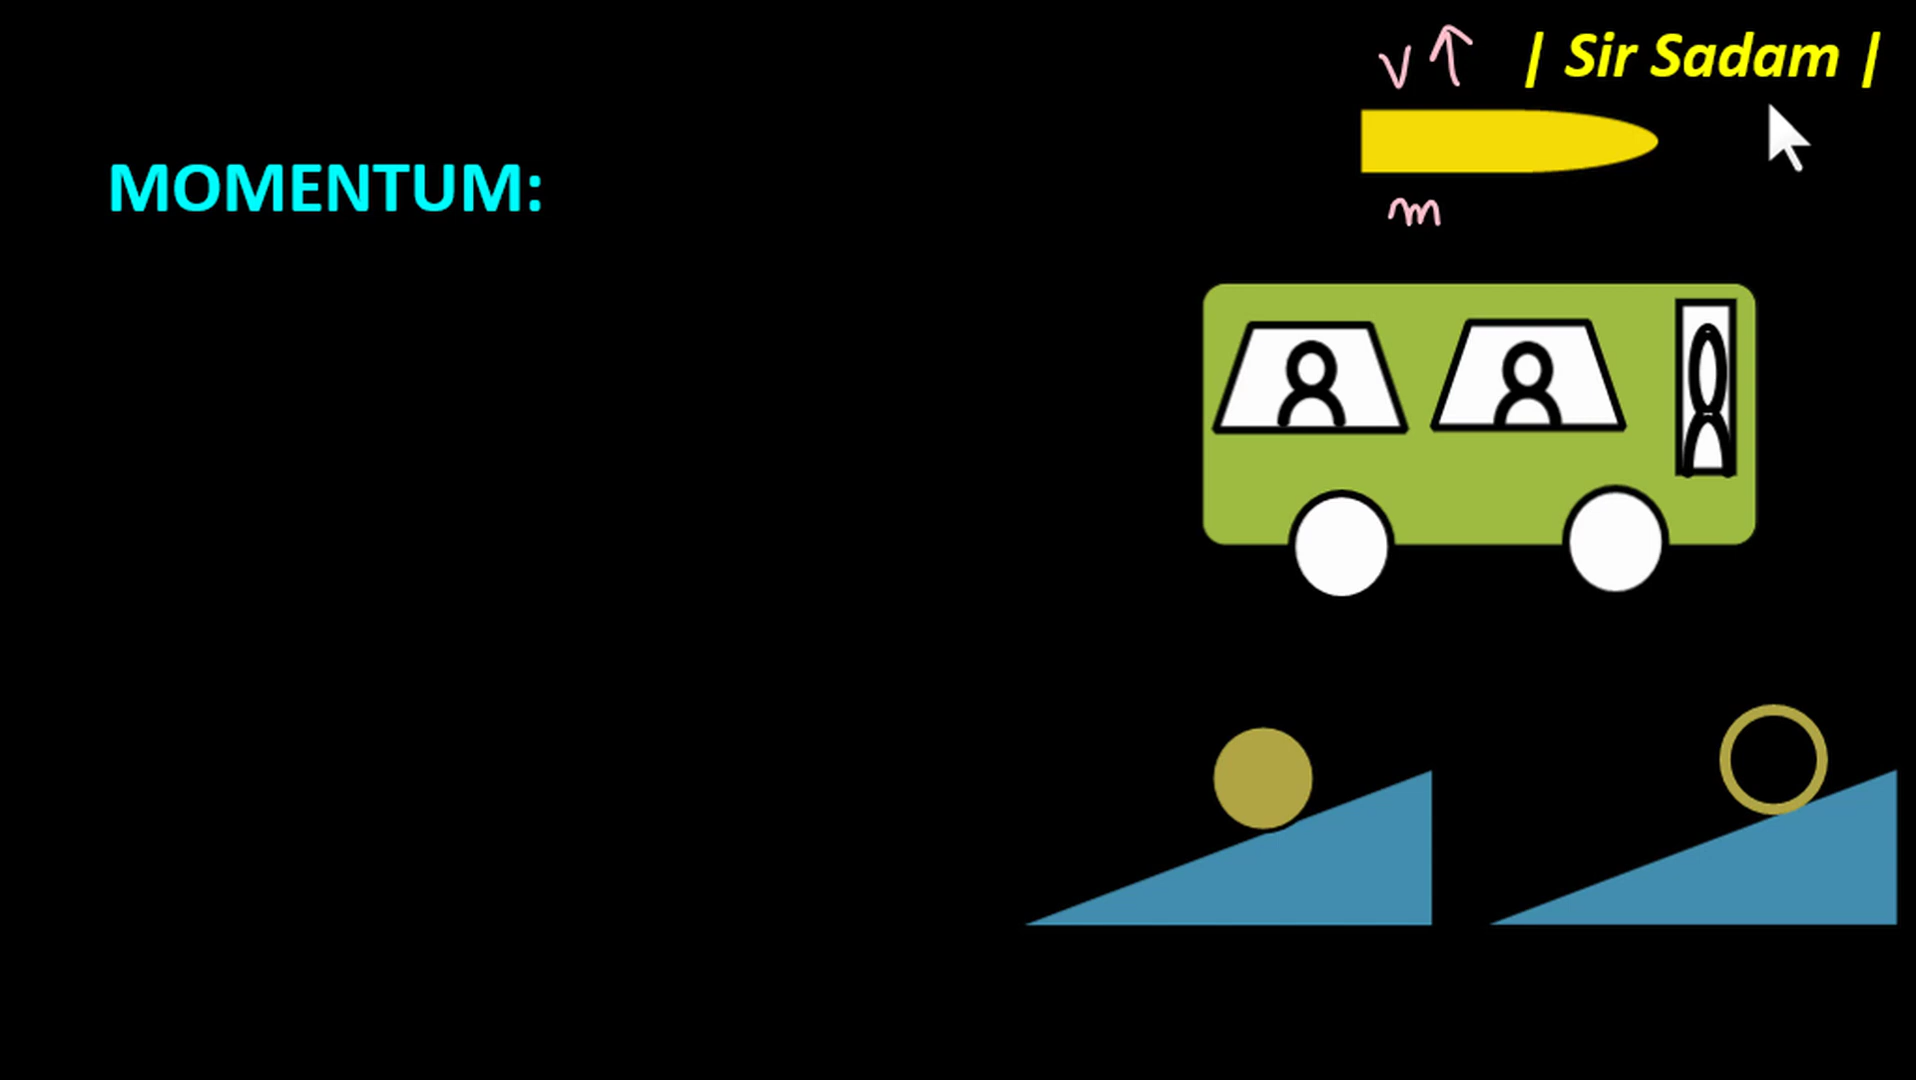 v ↑
| Sir Sadam |
MOMENTUM:
m